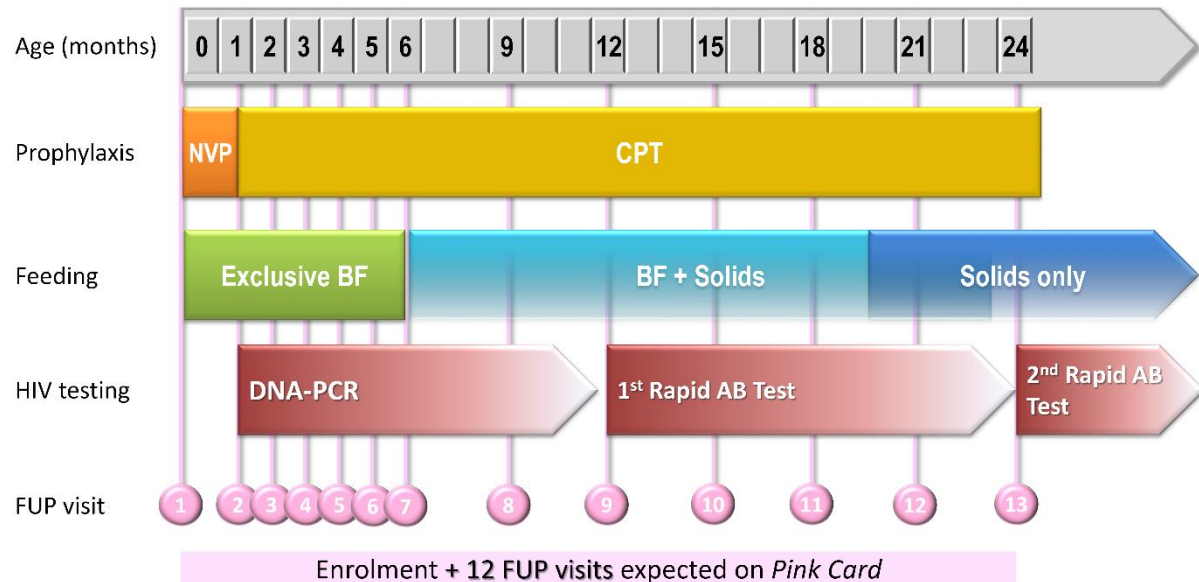 Age (months) 0 1 2 3 4 5 6 9 12 15 18 21 24
Prophylaxis NVP CPT
Feeding Exclusive BF BF + Solids Solids only
HIV testing DNA-PCR 1st Rapid AB Test 2nd Rapid AB
Test
FUP visit 1 2 3 4 5 6 7 8 9 10 11 12 13
Enrolment + 12 FUP visits expected on Pink Card